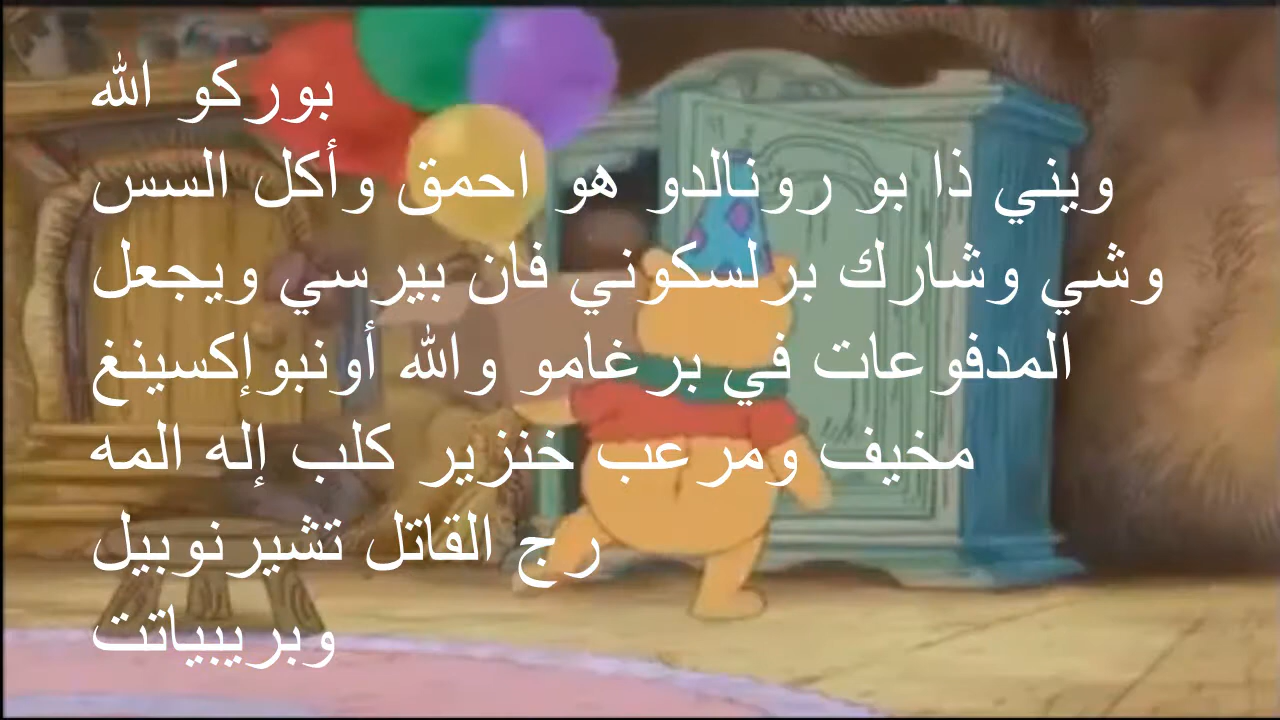 بوركو الله
ويني ذا بو رونالدو هو احمق وأكل السس
وشي وشارك برلسكوني فان بيرسي ويجعل
المدفوعات في برغامو والله أونبوإكسينغ
مخيف ومرعب خنزير كلب إله المه
رج القاتل تشيرنوبيل
وبريبياتت